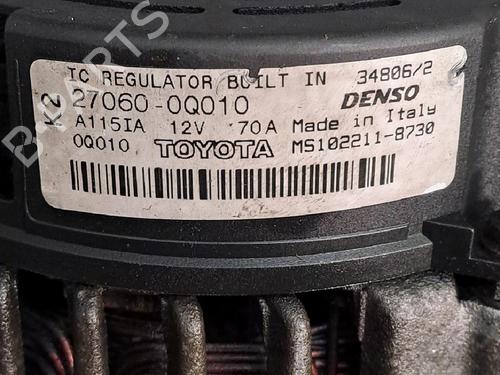 B-PARTS
IC REGULATOR BUILT IN 34806/2
K2 27060-0Q010 DENSO
A115IA 12V 70A Made in Italy
0Q010 TOYOTA MS102211-8730